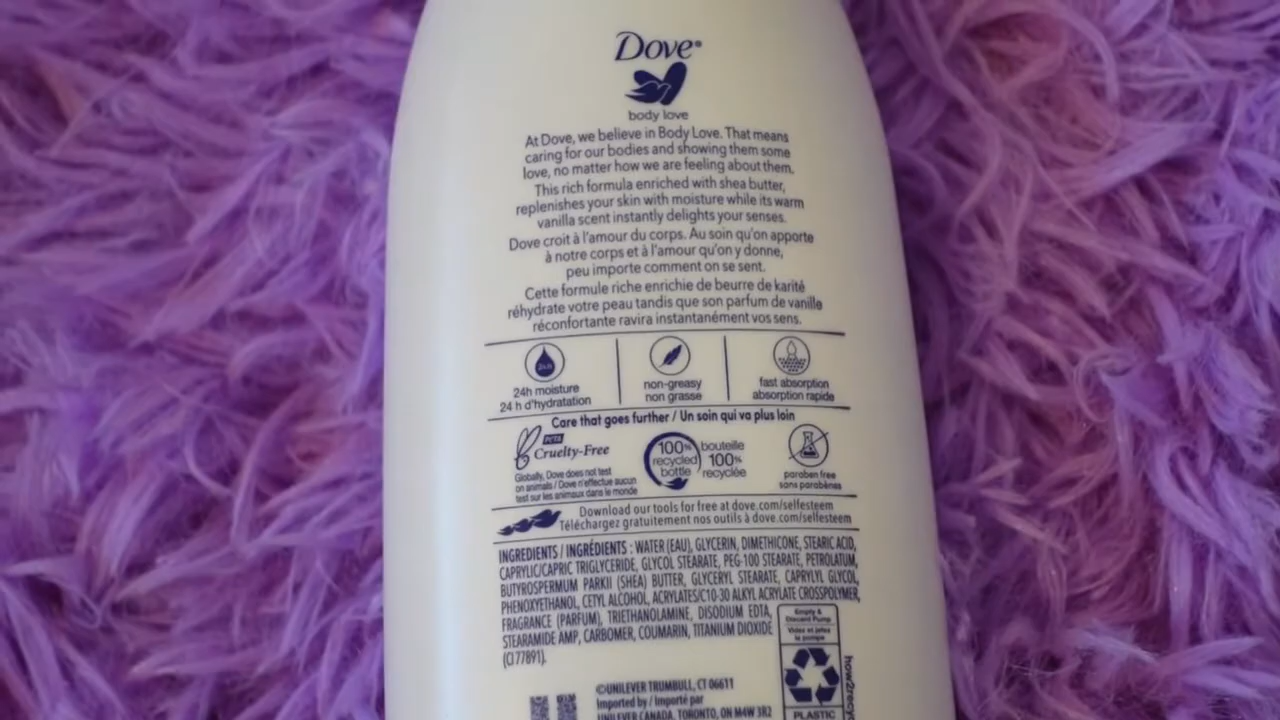 Dove
body love
At Dove, we believe in Body Love. That means
caring for our bodies and showing them some
love, no matter how we are feeling about them.
This rich formula enriched with shea butter,
replenishes your skin with moisture while its warm
vanilla scent instantly delights your senses.
Dove croit à l'amour du corps. Au soin qu'on apporte
à notre corps et à l'amour qu'on y donne,
peu importe comment on se sent.
Cette formule riche enrichie de beurre de karité
réhydrate votre peau tandis que son parfum de vanille
réconfortante ravira instantanément vos sens.
24h
24h moisture
24 h d'hydratation
non-greasy
non grasse
fast absorption
absorption rapide
Care that goes further / Un soin qui va plus loin
PETA
Cruelty-Free
Globally, Dove does not test
on animals / Dove n'effectue aucun
test sur les animaux dans le monde
100%
recycled
bottle
bouteille
100%
recyclée
paraben free
sans parabènes
Download our tools for free at dove.com/selfesteem
Téléchargez gratuitement nos outils à dove.com/selfesteem
INGREDIENTS / INGRÉDIENTS : WATER (EAU), GLYCERIN, DIMETHICONE, STEARIC ACID,
CAPRYLIC/CAPRIC TRIGLYCERIDE, GLYCOL STEARATE, PEG-100 STEARATE, PETROLATUM,
BUTYROSPERMUM PARKII (SHEA) BUTTER, GLYCERYL STEARATE, CAPRYLYL GLYCOL,
PHENOXYETHANOL, CETYL ALCOHOL, ACRYLATES/C10-30 ALKYL ACRYLATE CROSSPOLYMER,
FRAGRANCE (PARFUM), TRIETHANOLAMINE, DISODIUM EDTA,
STEARAMIDE AMP, CARBOMER, COUMARIN, TITANIUM DIOXIDE
(CI 77891).
Empty &
Discard Pump
Videz et jetez
la pompe
PLASTIC
how2recyc
©UNILEVER TRUMBULL, CT 06611
Imported by / Importé par
UNILEVER CANADA, TORONTO, ON M4W 3R2